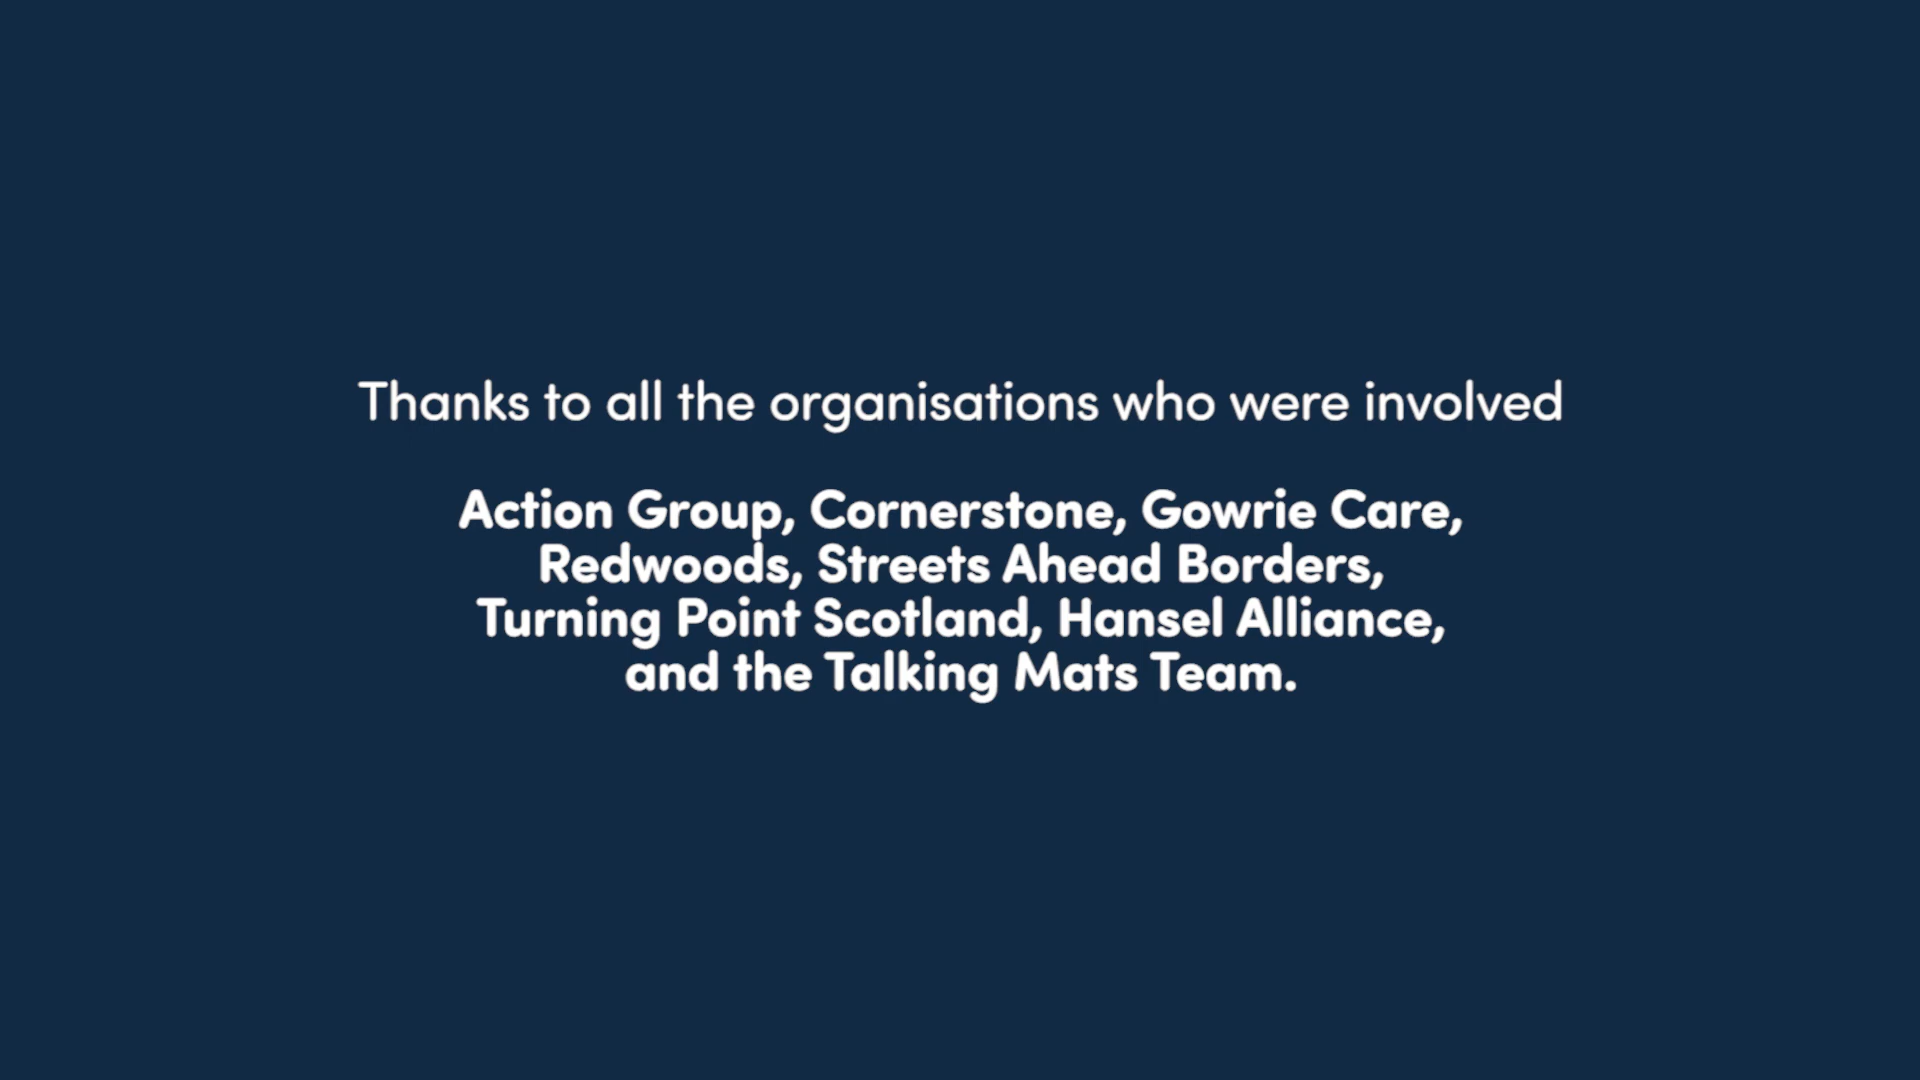 Thanks to all the organisations who were involved
Action Group, Cornerstone, Gowrie Care,
Redwoods, Streets Ahead Borders,
Turning Point Scotland, Hansel Alliance,
and the Talking Mats Team.